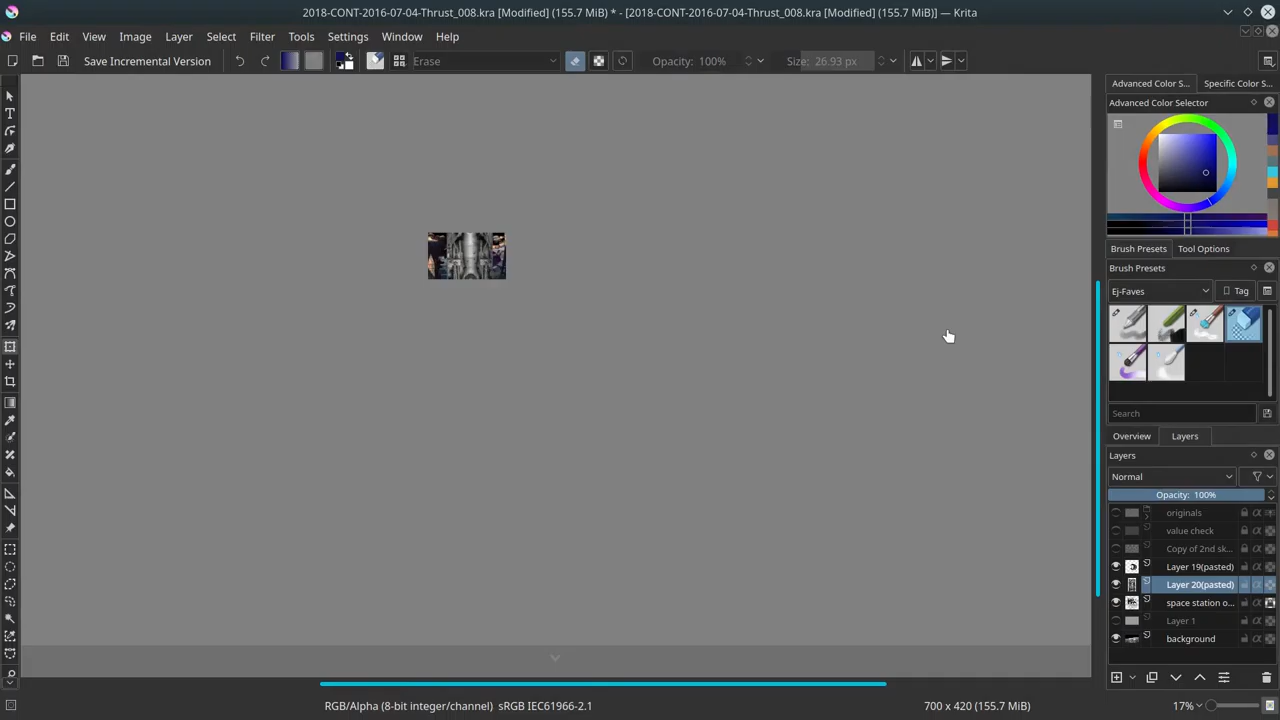 2018-CONT-2016-07-04-Thrust_008.kra [Modified] (155.7 MiB) * - [2018-CONT-2016-07-04-Thrust_008.kra [Modified] (155.7 MiB)] — Krita
File Edit View Image Layer Select Filter Tools Settings Window Help
Save Incremental Version Erase Opacity: 100% Size: 26.93 px
Advanced Color S... Specific Color S...
Advanced Color Selector
Brush Presets Tool Options
Brush Presets
Ej-Faves Tag
Search
Overview Layers
Layers
Normal
Opacity: 100%
originals
value check
Copy of 2nd sk...
Layer 19(pasted)
Layer 20(pasted)
space station o...
Layer 1
background
RGB/Alpha (8-bit integer/channel) sRGB IEC61966-2.1 700 x 420 (155.7 MiB) 17%